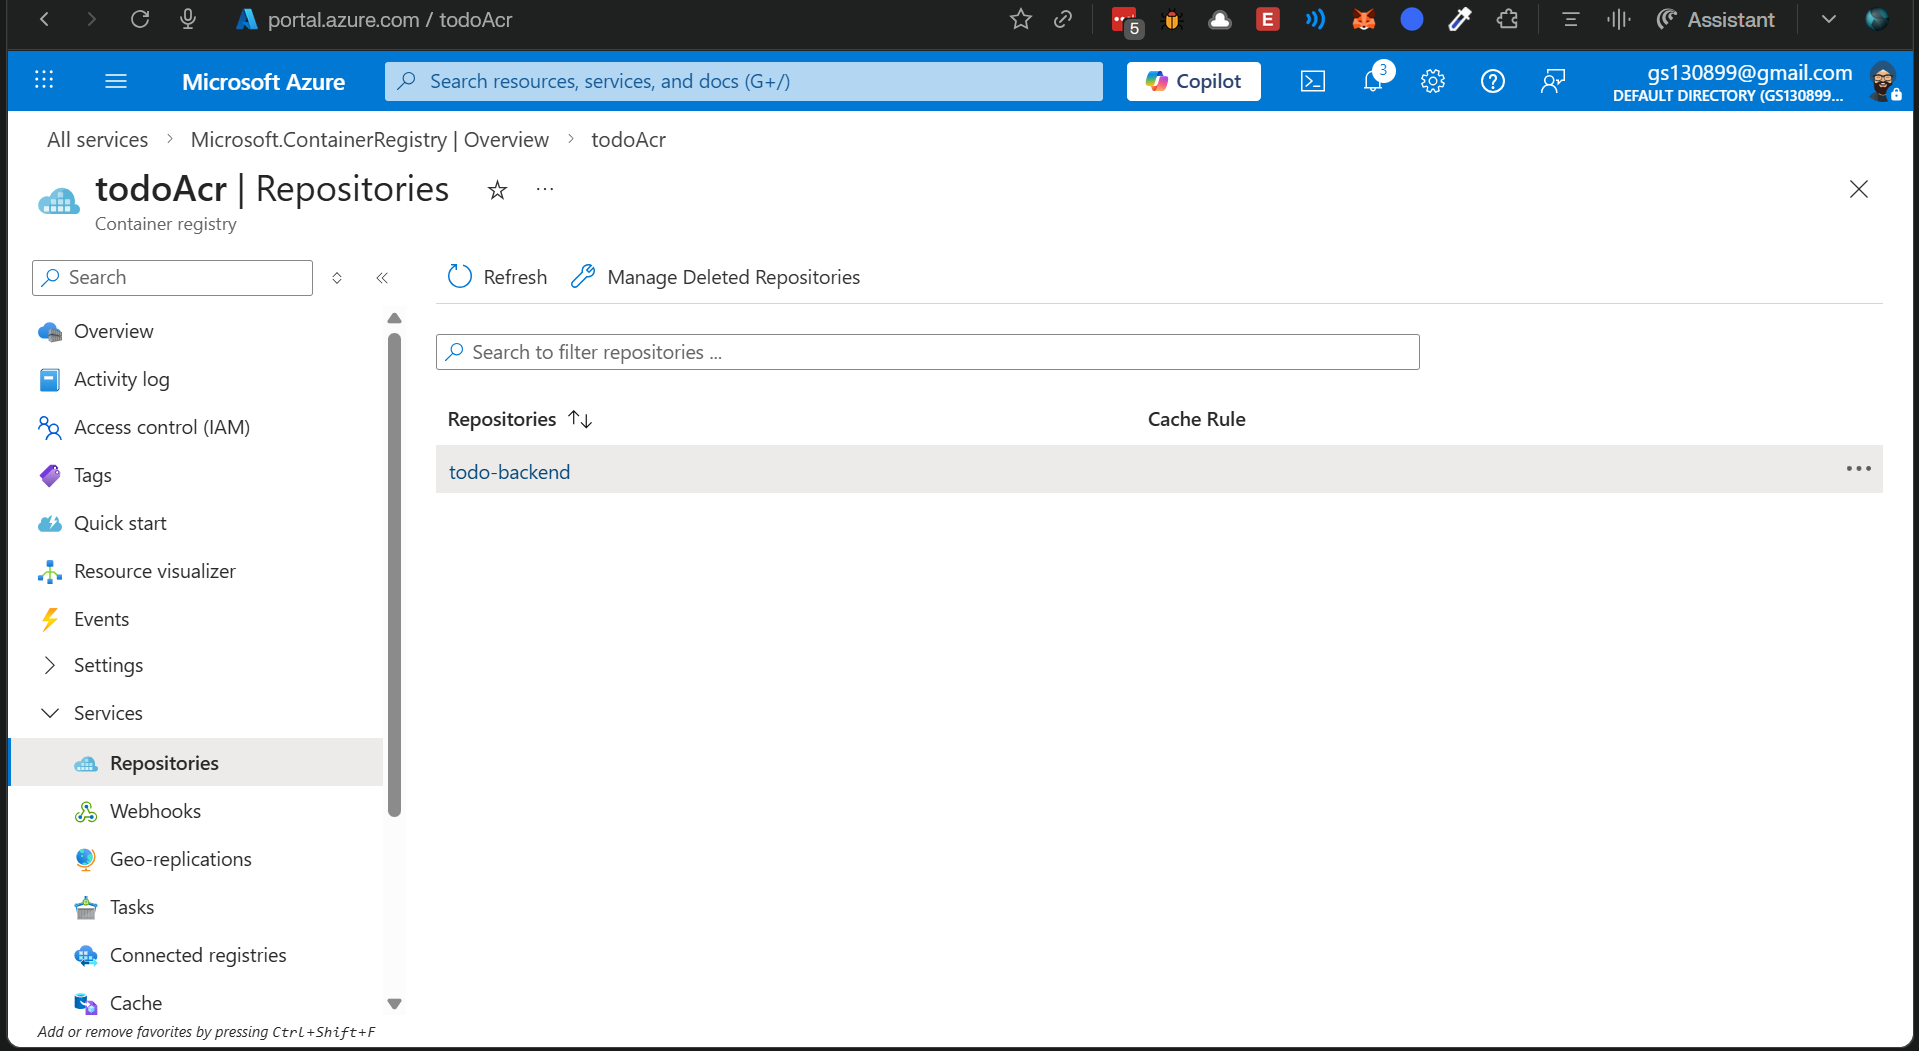 portal.azure.com / todoAcr
5
E
Assistant
Microsoft Azure
Search resources, services, and docs (G+/)
Copilot
3
gs130899@gmail.com
DEFAULT DIRECTORY (GS130899...
All services
Microsoft.ContainerRegistry | Overview
todoAcr
todoAcr | Repositories
Container registry
Search
Refresh
Manage Deleted Repositories
Overview
Activity log
Access control (IAM)
Tags
Quick start
Resource visualizer
Events
Settings
Services
Repositories
Webhooks
Geo-replications
Tasks
Connected registries
Cache
Add or remove favorites by pressing Ctrl+Shift+F
Search to filter repositories ...
Repositories
Cache Rule
todo-backend